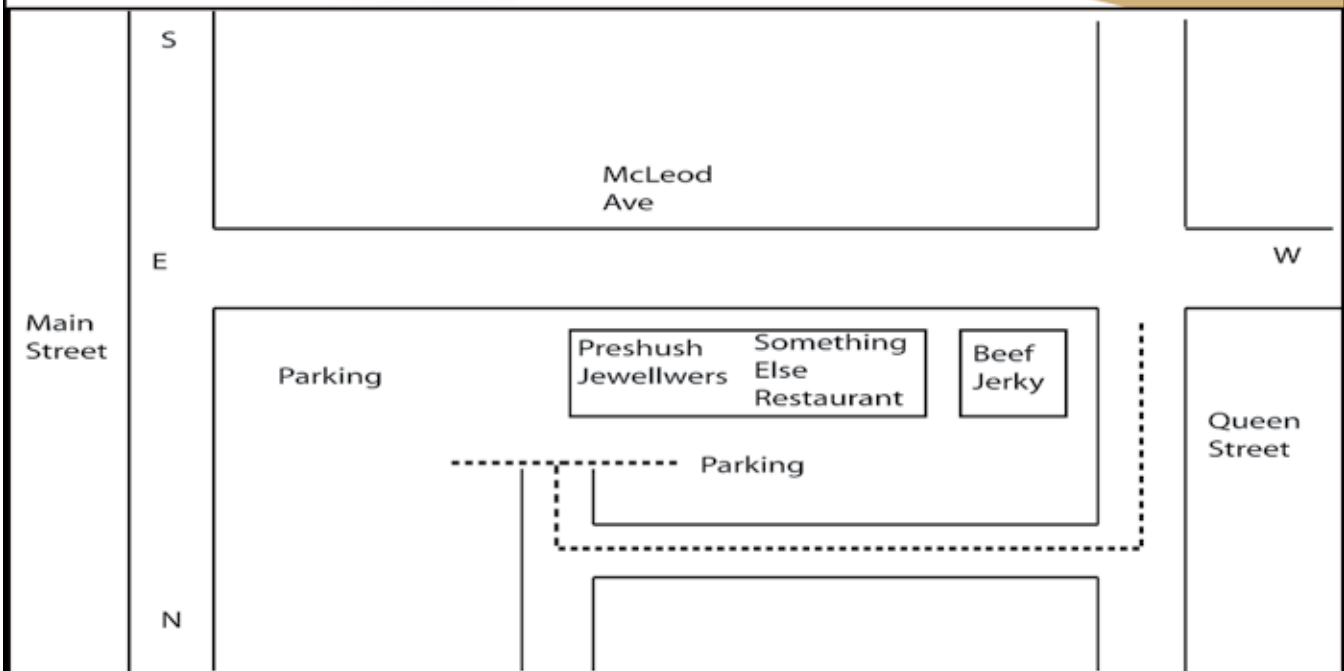 S
McLeod
Ave
E
W
Main
Street
Parking
Preshush
Jewellwers
Something
Else
Restaurant
Beef
Jerky
Queen
Street
Parking
N